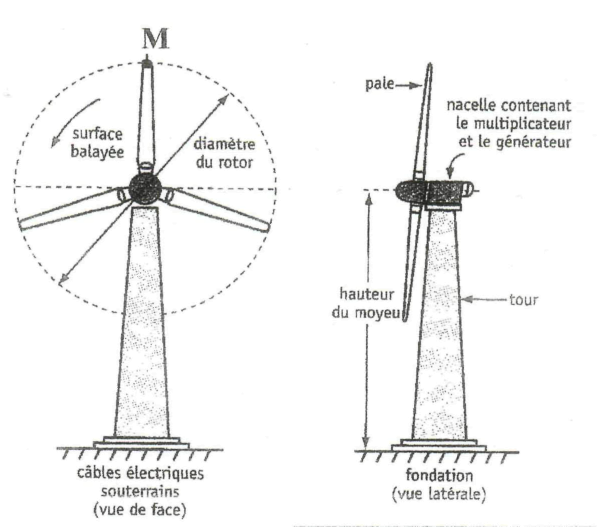 M
surface
balayée
diamètre
du rotor
câbles électriques
souterrains
(vue de face)
pale
nacelle contenant
le multiplicateur
et le générateur
hauteur
du moyeu
tour
fondation
(vue latérale)